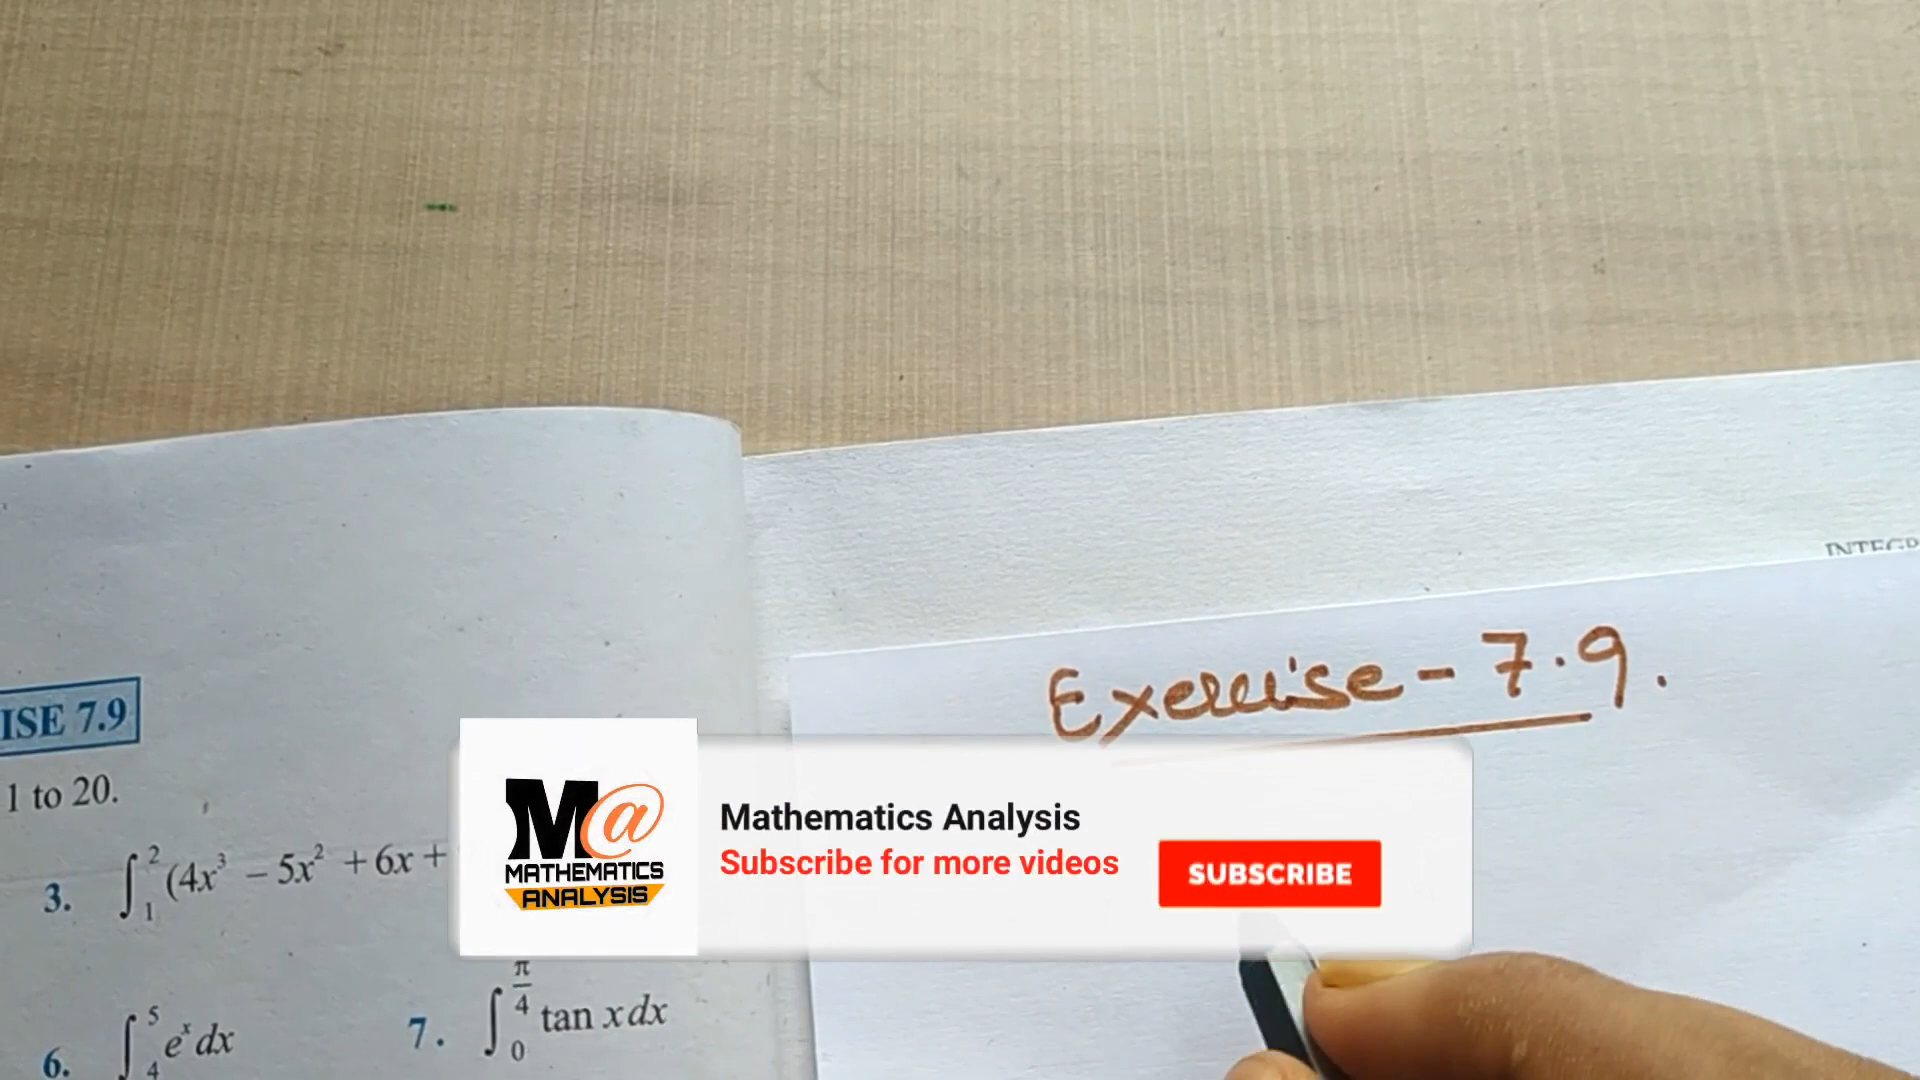 INTEGR
Exercise - 7.9.
ISE 7.9
1 to 20.
3. ∫₁² (4x³ – 5x² + 6x +
6. ∫₄⁵ eˣ dx
7. ∫₀^(π/4) tan x dx
M@
MATHEMATICS
ANALYSIS
Mathematics Analysis
Subscribe for more videos
SUBSCRIBE